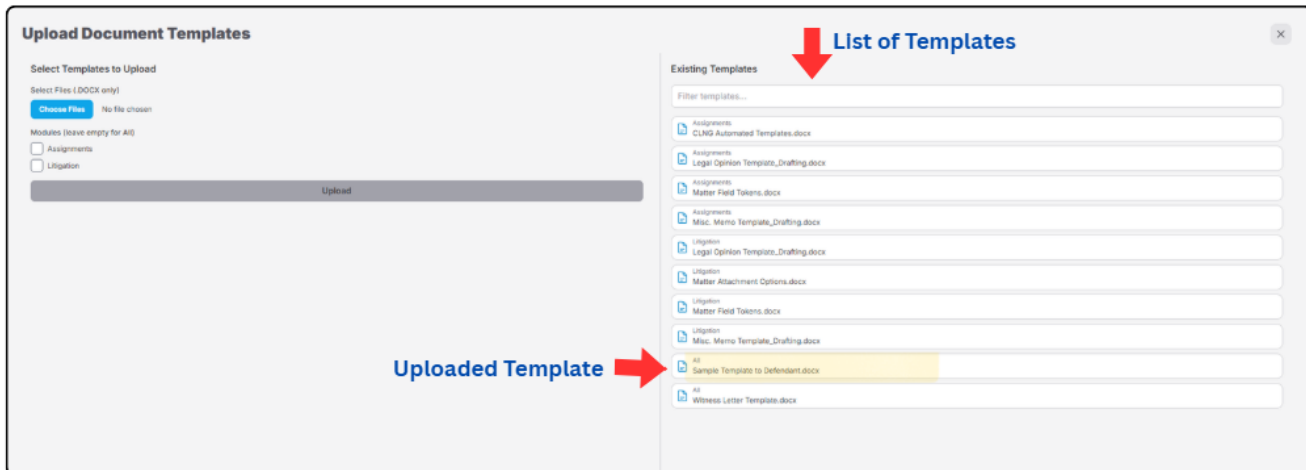 Upload Document Templates
List of Templates
Select Templates to Upload
Select Files (.DOCX only)
Choose Files No file chosen
Modules (leave empty for All)
Assignments
Litigation
Upload
Existing Templates
Filter templates...
Assignments
CLNG Automated Templates.docx
Assignments
Legal Opinion Template_Drafting.docx
Assignments
Matter Field Tokens.docx
Assignments
Misc. Memo Template_Drafting.docx
Litigation
Legal Opinion Template_Drafting.docx
Litigation
Matter Attachment Options.docx
Litigation
Matter Field Tokens.docx
Litigation
Misc. Memo Template_Drafting.docx
Uploaded Template
All
Sample Template to Defendant.docx
All
Witness Letter Template.docx